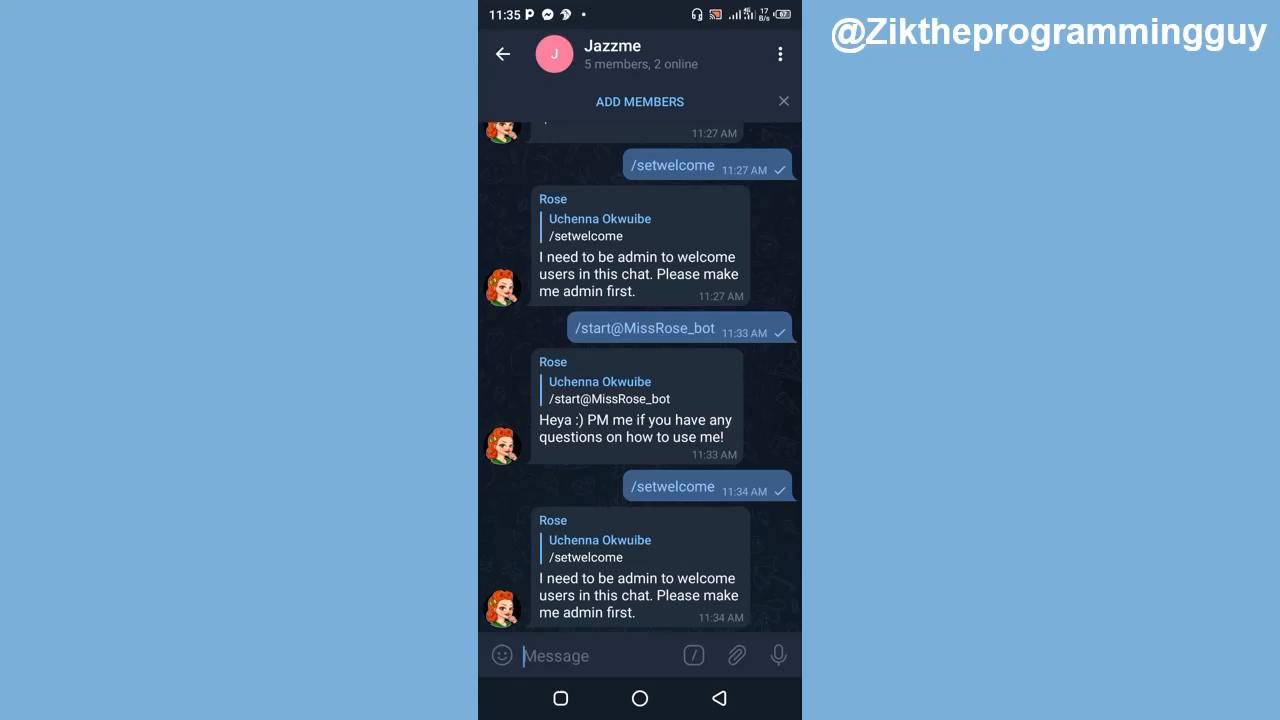 11:35
17
B/s
67
@Ziktheprogrammingguy
J
Jazzme
5 members, 2 online
ADD MEMBERS
11:27 AM
/setwelcome 11:27 AM
Rose
Uchenna Okwuibe
/setwelcome
I need to be admin to welcome
users in this chat. Please make
me admin first. 11:27 AM
/start@MissRose_bot 11:33 AM
Rose
Uchenna Okwuibe
/start@MissRose_bot
Heya :) PM me if you have any
questions on how to use me!
11:33 AM
/setwelcome 11:34 AM
Rose
Uchenna Okwuibe
/setwelcome
I need to be admin to welcome
users in this chat. Please make
me admin first. 11:34 AM
Message